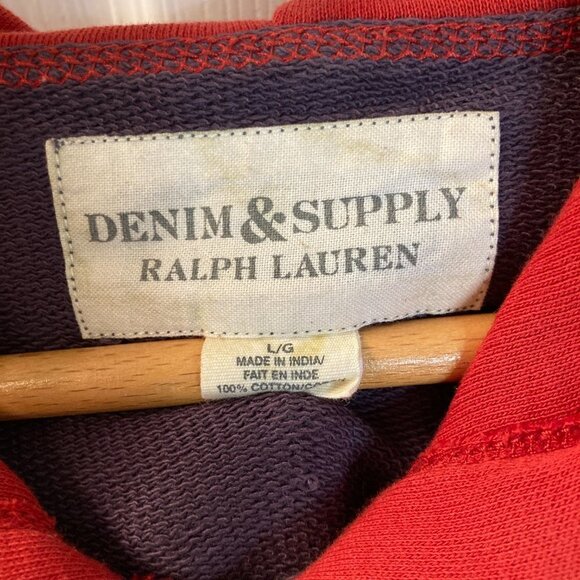 DENIM & SUPPLY
RALPH LAUREN
L/G
MADE IN INDIA/
FAIT EN INDE
100% COTTON/